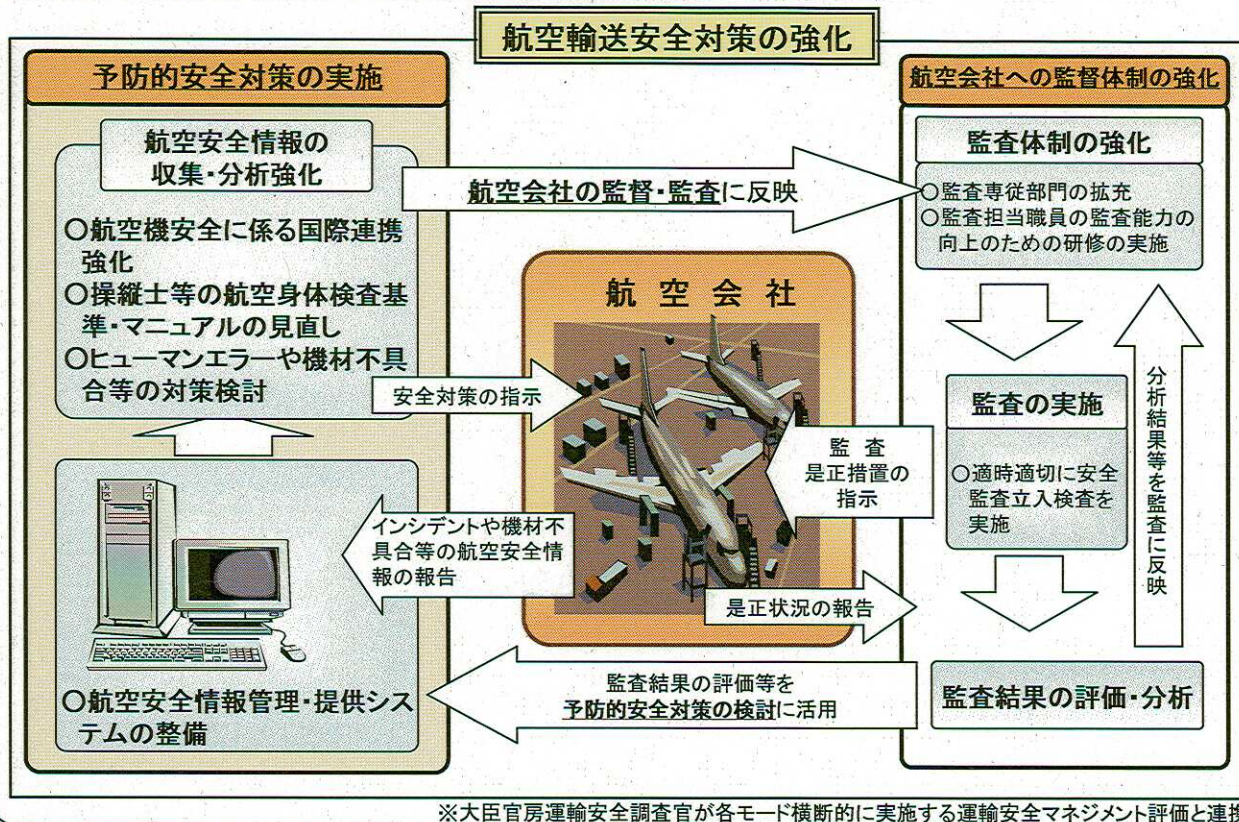 航空輸送安全対策の強化
予防的安全対策の実施
航空安全情報の
収集・分析強化
○航空機安全に係る国際連携
強化
○操縦士等の航空身体検査基
準・マニュアルの見直し
○ヒューマンエラーや機材不具
合等の対策検討
○航空安全情報管理・提供シス
テムの整備
航空会社の監督・監査に反映
航空会社
安全対策の指示
インシデントや機材不
具合等の航空安全情
報の報告
監査
是正措置の
指示
是正状況の報告
監査結果の評価等を
予防的安全対策の検討に活用
航空会社への監督体制の強化
監査体制の強化
○監査専従部門の拡充
○監査担当職員の監査能力の
向上のための研修の実施
監査の実施
○適時適切に安全
監査立入検査を
実施
分析結果等を監査に反映
監査結果の評価・分析
※大臣官房運輸安全調査官が各モード横断的に実施する運輸安全マネジメント評価と連携